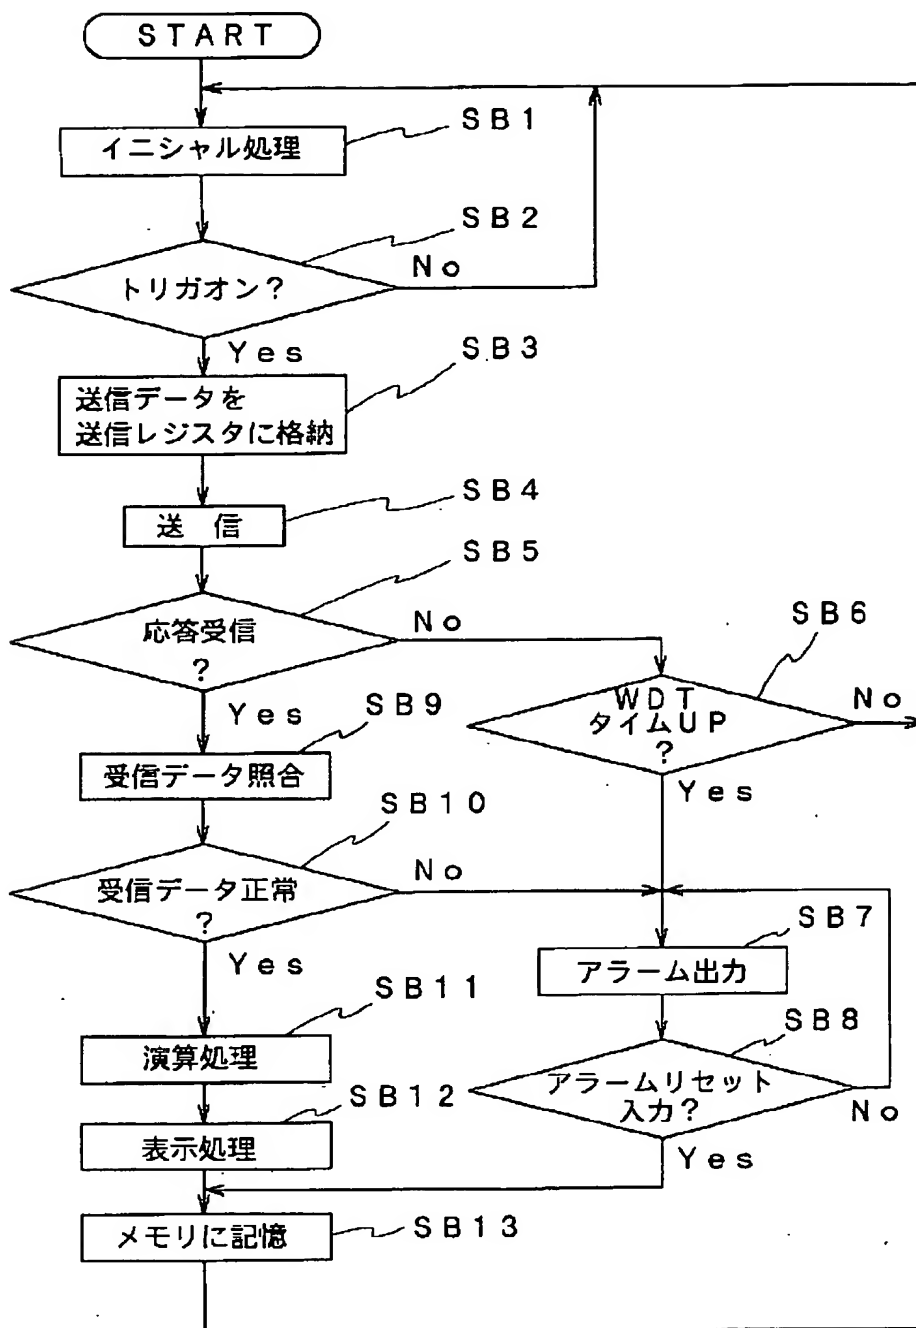 START
SB1
イニシャル処理
SB2
トリガオン?
No
Yes
SB3
送信データを
送信レジスタに格納
SB4
送 信
SB5
応答受信
?
No
Yes
SB6
WDT
タイムUP
?
No
Yes
SB9
受信データ照合
SB10
受信データ正常
?
No
Yes
SB7
アラーム出力
SB8
アラームリセット
入力?
No
Yes
SB11
演算処理
SB12
表示処理
SB13
メモリに記憶